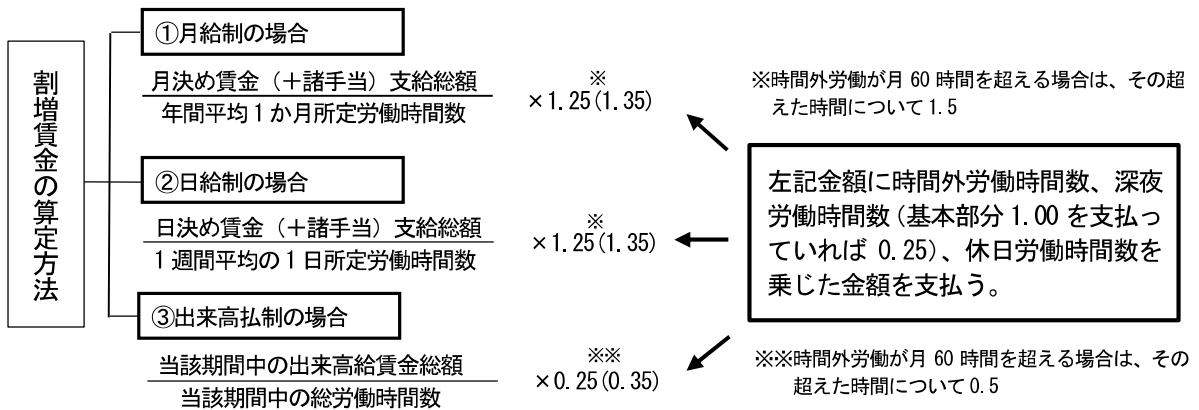 割増賃金の算定方法
①月給制の場合
月決め賃金（＋諸手当）支給総額
年間平均1か月所定労働時間数
※
×1.25(1.35)
※時間外労働が月 60 時間を超える場合は、その超
えた時間について1.5
②日給制の場合
日決め賃金（＋諸手当）支給総額
1週間平均の1日所定労働時間数
※
×1.25(1.35)
左記金額に時間外労働時間数、深夜
労働時間数(基本部分1.00を支払っ
ていれば 0.25)、休日労働時間数を
乗じた金額を支払う。
③出来高払制の場合
当該期間中の出来高給賃金総額
当該期間中の総労働時間数
※※
×0.25(0.35)
※※時間外労働が月 60 時間を超える場合は、その
超えた時間について0.5